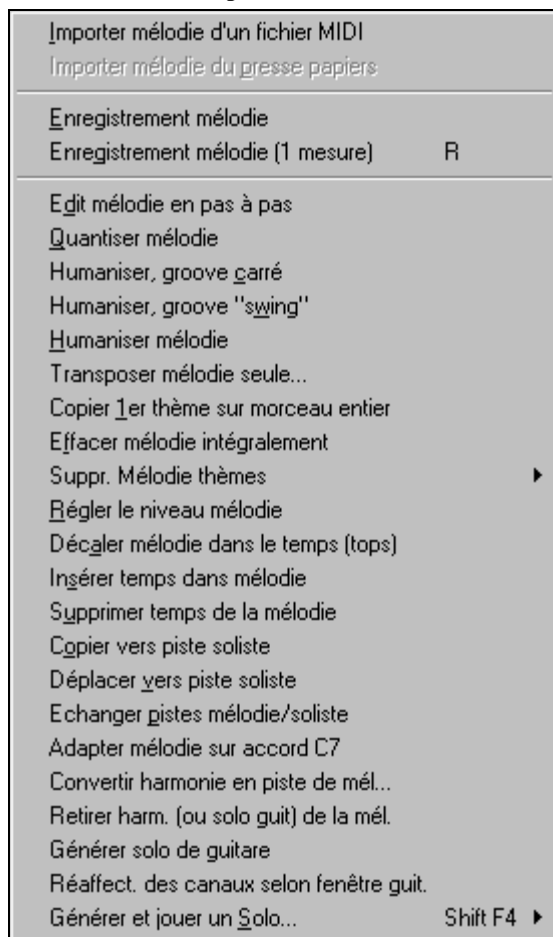 Importer mélodie d'un fichier MIDI
Importer mélodie du presse papiers
Enregistrement mélodie
Enregistrement mélodie (1 mesure) R
Edit mélodie en pas à pas
Quantiser mélodie
Humaniser, groove carré
Humaniser, groove "swing"
Humaniser mélodie
Transposer mélodie seule...
Copier 1er thème sur morceau entier
Effacer mélodie intégralement
Suppr. Mélodie thèmes
Régler le niveau mélodie
Décaler mélodie dans le temps (tops)
Insérer temps dans mélodie
Supprimer temps de la mélodie
Copier vers piste soliste
Déplacer vers piste soliste
Echanger pistes mélodie/soliste
Adapter mélodie sur accord C7
Convertir harmonie en piste de mél...
Retirer harm. (ou solo guit) de la mél.
Générer solo de guitare
Réaffect. des canaux selon fenêtre guit.
Générer et jouer un Solo... Shift F4